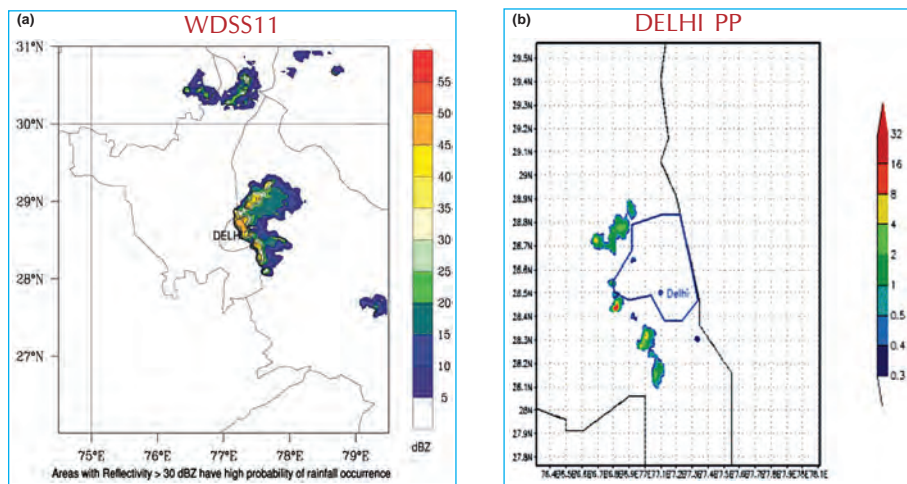 (a)
WDSS11
31°N
30°N
29°N
28°N
27°N
75°E
76°E
77°E
78°E
79°E
DELH
55
50
45
40
35
30
25
20
15
10
5
dBZ
Areas with Reflectivity > 30 dBZ have high probability of rainfall occurrence
(b)
DELHI PP
29.5N
29.4N
29.3N
29.2N
29.1N
29N
28.9N
28.8N
28.7N
28.6N
28.5N
28.4N
28.3N
28.2N
28.1N
28N
27.9N
27.8N
Delhi
32
16
8
4
2
1
0.5
0.4
0.3